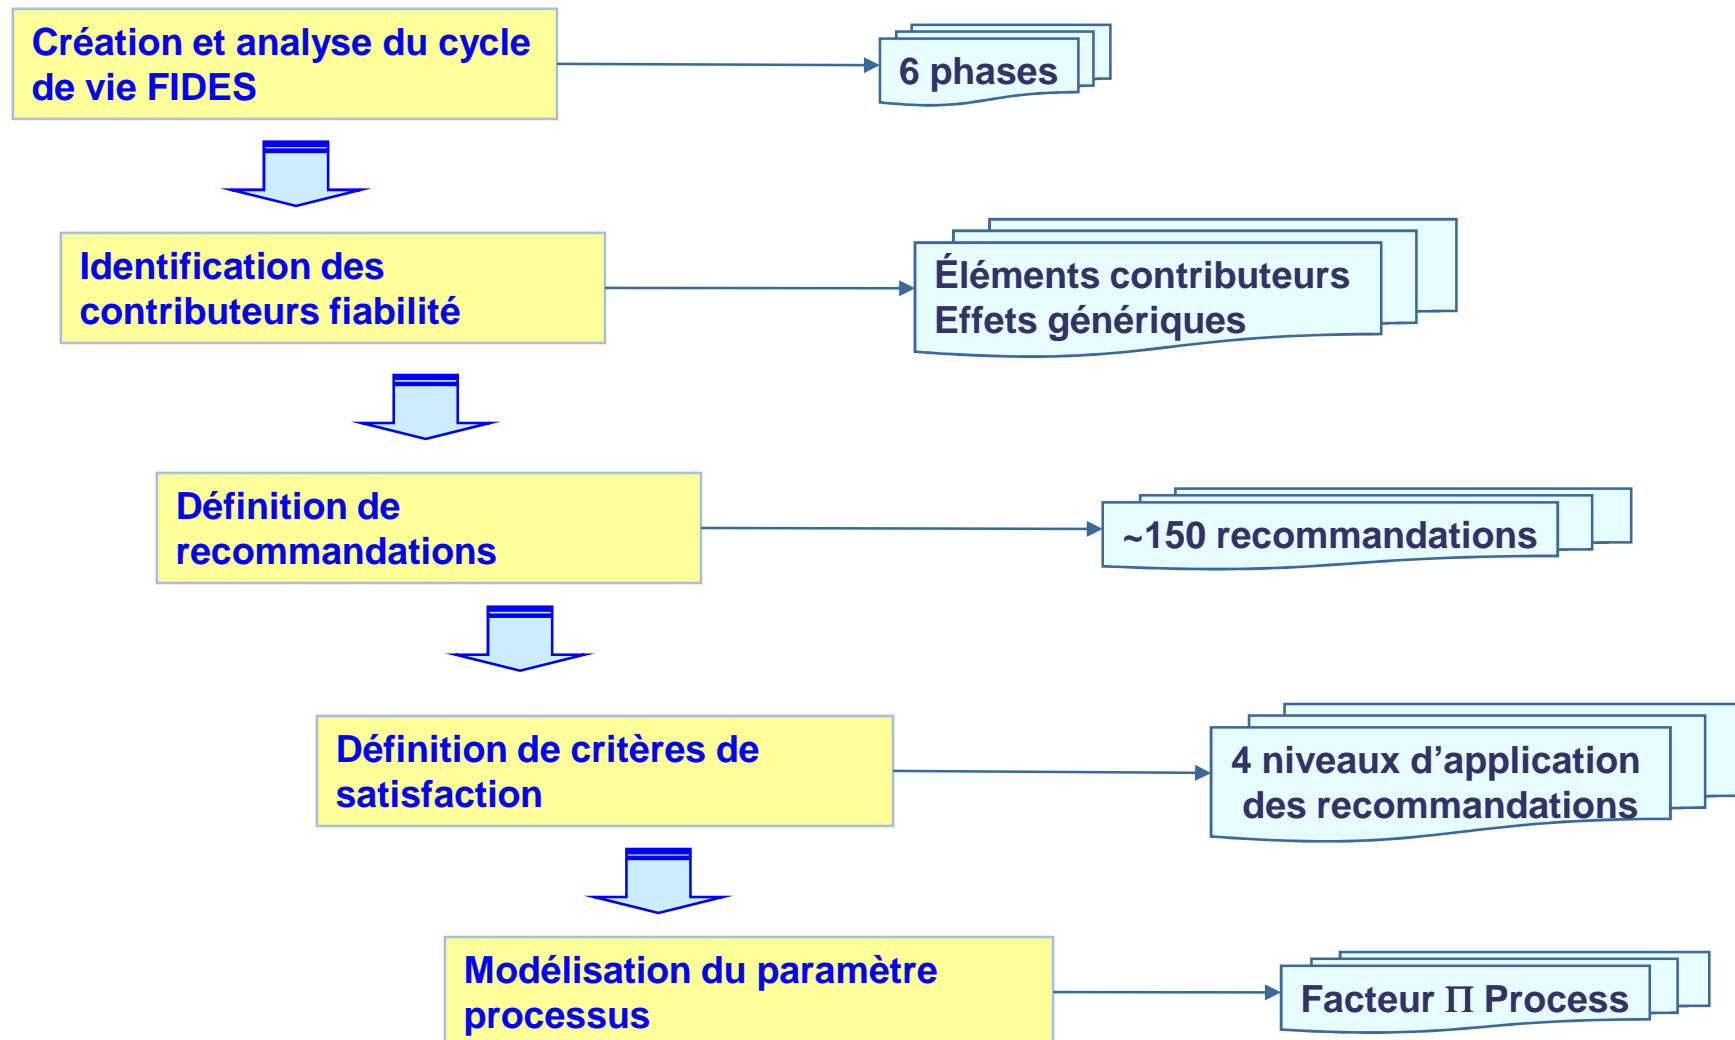 Création et analyse du cycle
de vie FIDES
6 phases
Identification des
contributeurs fiabilité
Éléments contributeurs
Effets génériques
Définition de
recommandations
~150 recommandations
Définition de critères de
satisfaction
4 niveaux d’application
des recommandations
Modélisation du paramètre
processus
Facteur Π Process